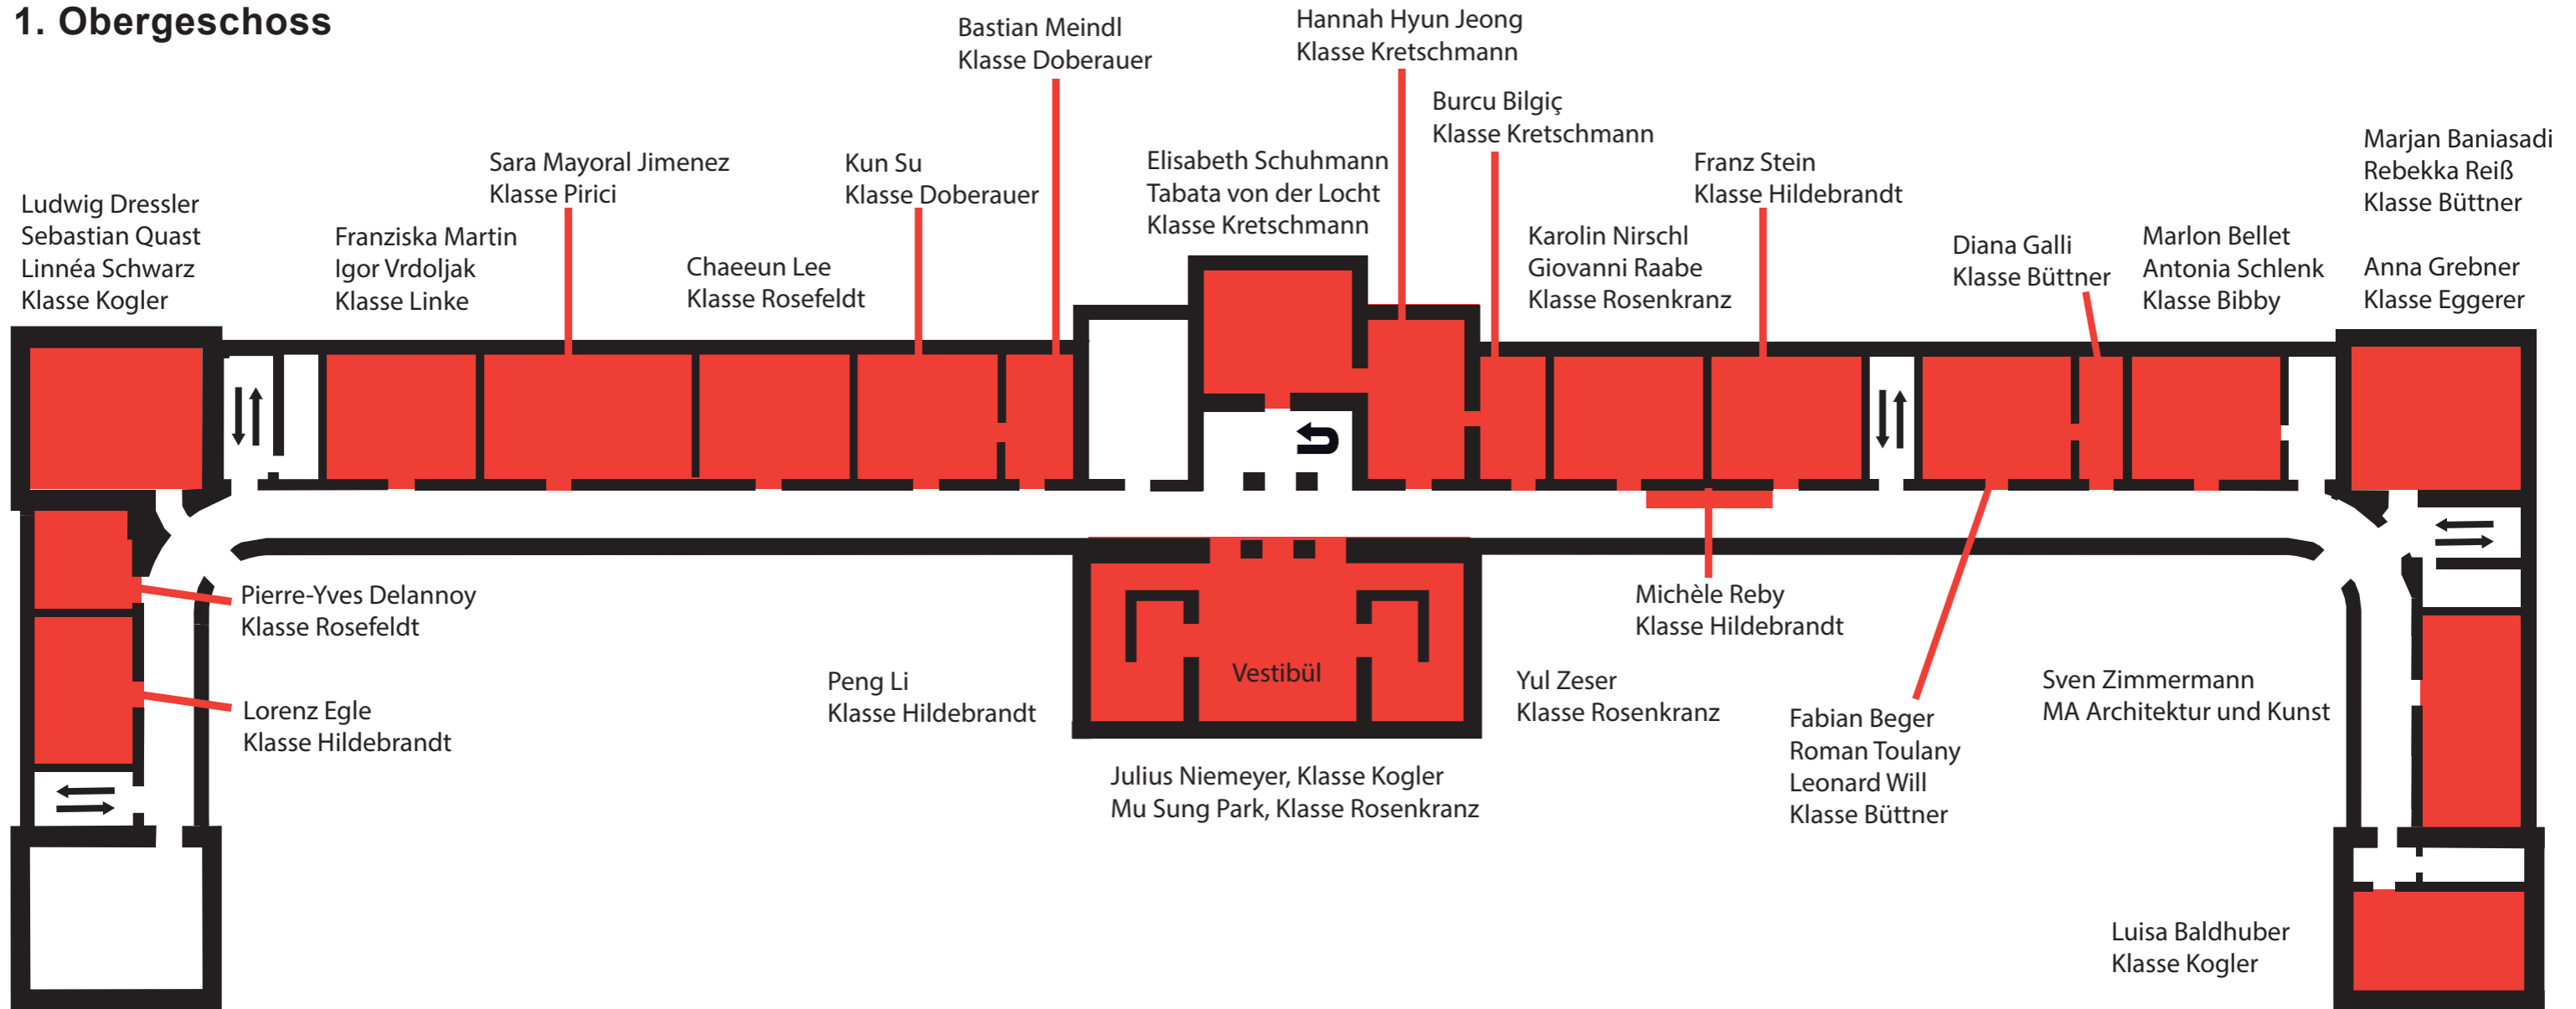 1. Obergeschoss
Bastian Meindl
Klasse Doberauer
Hannah Hyun Jeong
Klasse Kretschmann
Burcu Bilgiç
Klasse Kretschmann
Marjan Baniasadi
Rebekka Reiß
Klasse Büttner
Sara Mayoral Jimenez
Klasse Pirici
Kun Su
Klasse Doberauer
Elisabeth Schuhmann
Tabata von der Locht
Klasse Kretschmann
Franz Stein
Klasse Hildebrandt
Ludwig Dressler
Sebastian Quast
Linnéa Schwarz
Klasse Kogler
Franziska Martin
Igor Vrdoljak
Klasse Linke
Chaeeun Lee
Klasse Rosefeldt
Karolin Nirschl
Giovanni Raabe
Klasse Rosenkranz
Diana Galli
Klasse Büttner
Marlon Bellet
Antonia Schlenk
Klasse Bibby
Anna Grebner
Klasse Eggerer
Pierre-Yves Delannoy
Klasse Rosefeldt
Michèle Reby
Klasse Hildebrandt
Lorenz Egle
Klasse Hildebrandt
Peng Li
Klasse Hildebrandt
Vestibül
Yul Zeser
Klasse Rosenkranz
Sven Zimmermann
MA Architektur und Kunst
Fabian Beger
Roman Toulany
Leonard Will
Klasse Büttner
Julius Niemeyer, Klasse Kogler
Mu Sung Park, Klasse Rosenkranz
Luisa Baldhuber
Klasse Kogler